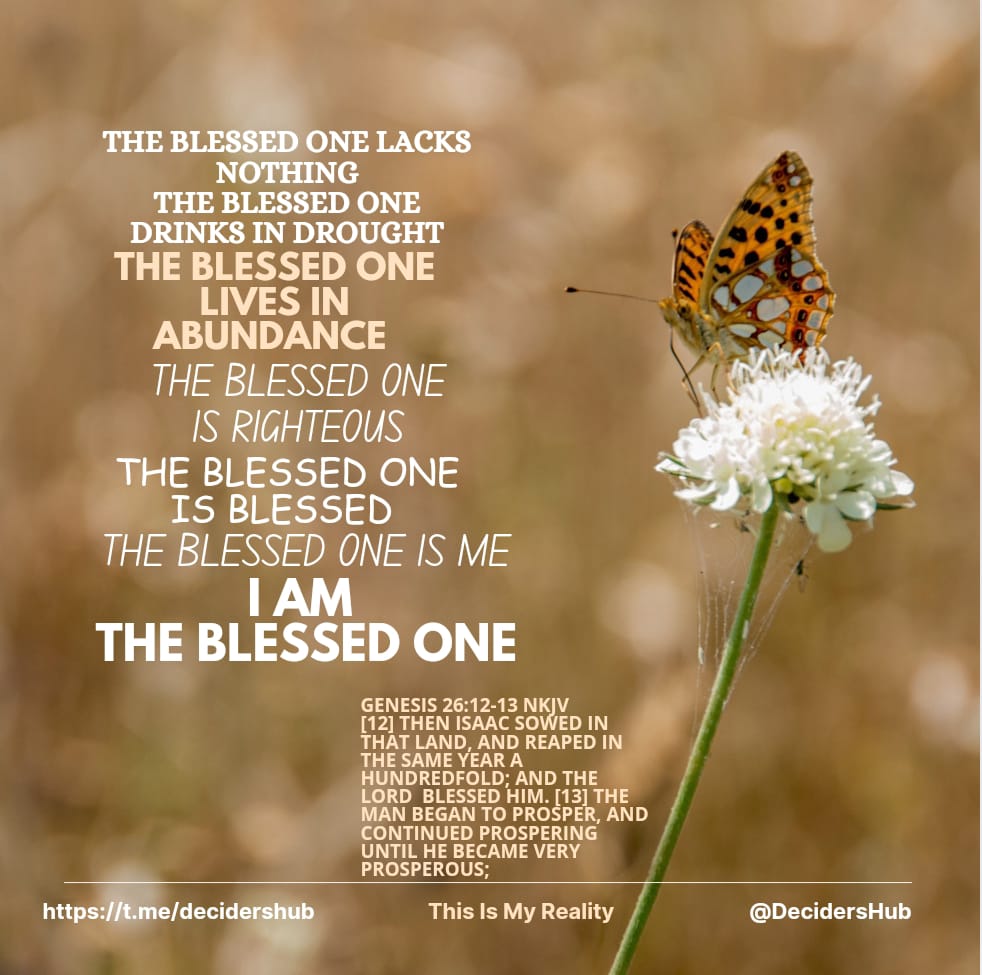 THE BLESSED ONE LACKS
NOTHING
THE BLESSED ONE
DRINKS IN DROUGHT
THE BLESSED ONE
LIVES IN
ABUNDANCE
THE BLESSED ONE
IS RIGHTEOUS
THE BLESSED ONE
IS BLESSED
THE BLESSED ONE IS ME
I AM
THE BLESSED ONE
GENESIS 26:12-13 NKJV
[12] THEN ISAAC SOWED IN
THAT LAND, AND REAPED IN
THE SAME YEAR A
HUNDREDFOLD; AND THE
LORD  BLESSED HIM. [13] THE
MAN BEGAN TO PROSPER, AND
CONTINUED PROSPERING
UNTIL HE BECAME VERY
PROSPEROUS;
https://t.me/decidershub
This Is My Reality
@DecidersHub